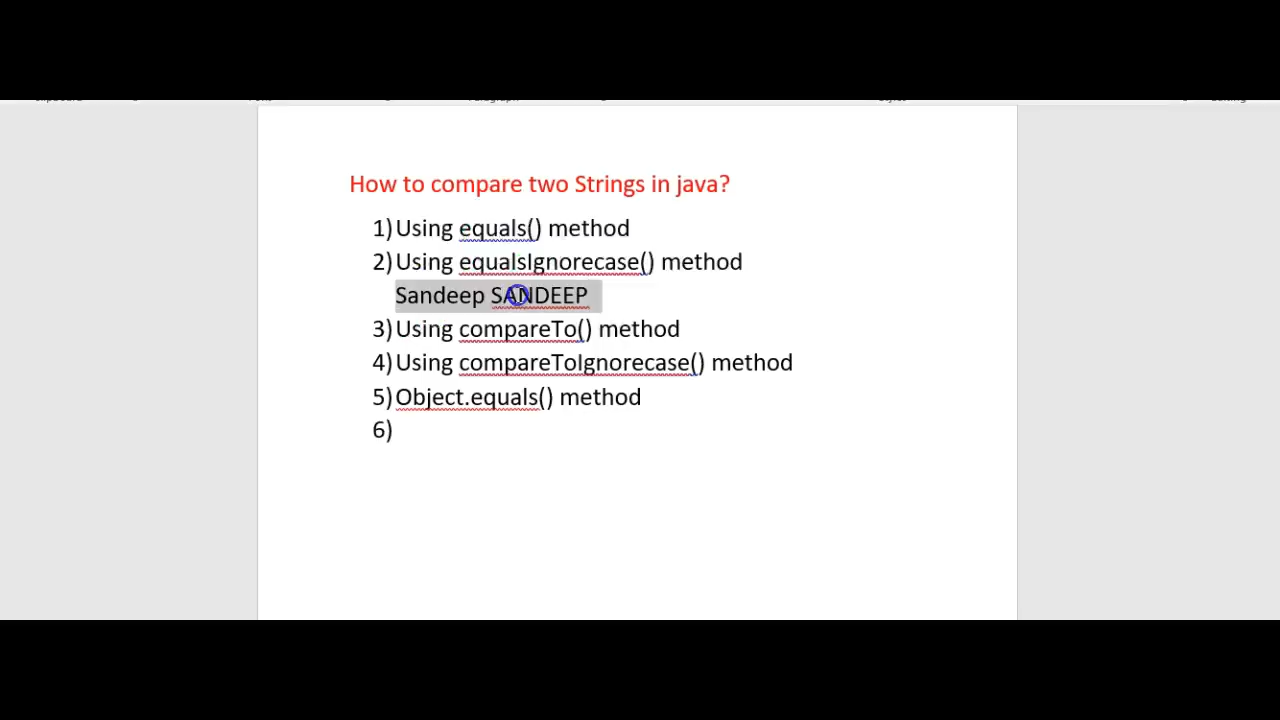 How to compare two Strings in java?
1) Using equals() method
2) Using equalsIgnorecase() method
Sandeep SANDEEP
3) Using compareTo() method
4) Using compareToIgnorecase() method
5) Object.equals() method
6)